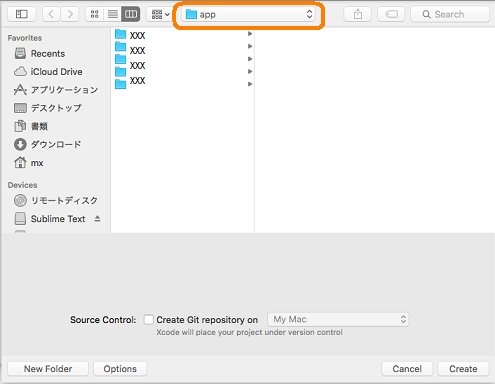 app
Search
Favorites
Recents
iCloud Drive
アプリケーション
デスクトップ
書類
ダウンロード
mx
Devices
リモートディスク
Sublime Text
XXX
XXX
XXX
XXX
Source Control: Create Git repository on My Mac
Xcode will place your project under version control
New Folder Options Cancel Create